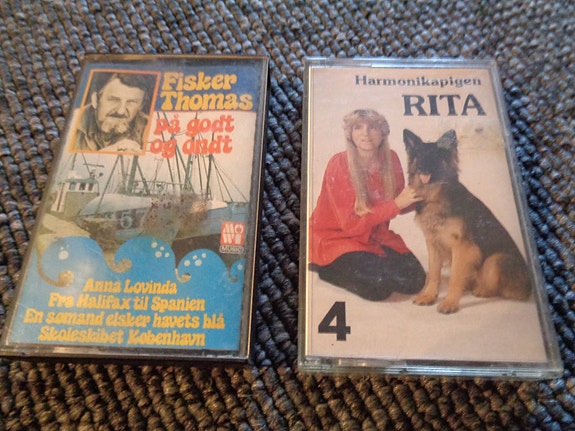 Fisker
Thomas
på godt
og ondt
MUSIC
Anna Lovinda
Fra Halifax til Spanien
En sømand elsker havets blå
Skoleskibet København
Harmonikapigen
RITA
4